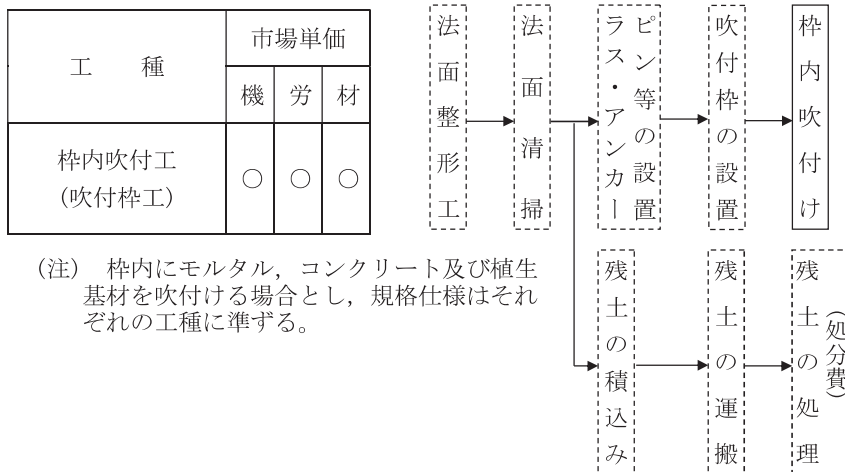 工 種
市場単価
機 労 材
枠内吹付工
(吹付枠工)
○ ○ ○
(注) 枠内にモルタル，コンクリート及び植生
基材を吹付ける場合とし，規格仕様はそれ
ぞれの工種に準ずる。
法面整形工
法面清掃
ラス・アンカー
ピン等の設置
吹付枠の設置
枠内吹付け
残土の積込み
残土の運搬
残土の処理
(処分費)